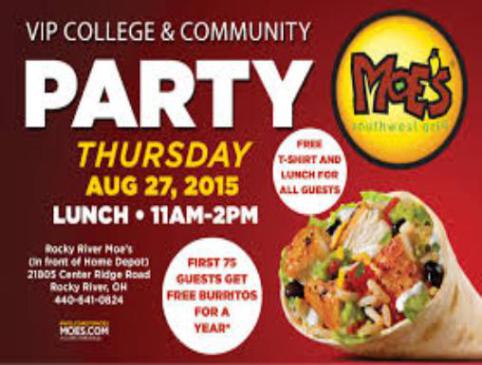 VIP COLLEGE & COMMUNITY
PARTY
THURSDAY
AUG 27, 2015
LUNCH • 11AM-2PM
MOE'S
southwest grill
FREE
T-SHIRT AND
LUNCH FOR
ALL GUESTS
Rocky River Moe's
(in front of Home Depot)
21805 Center Ridge Road
Rocky River, OH
440-641-0824
MOES.COM
FIRST 75
GUESTS GET
FREE BURRITOS
FOR A
YEAR*